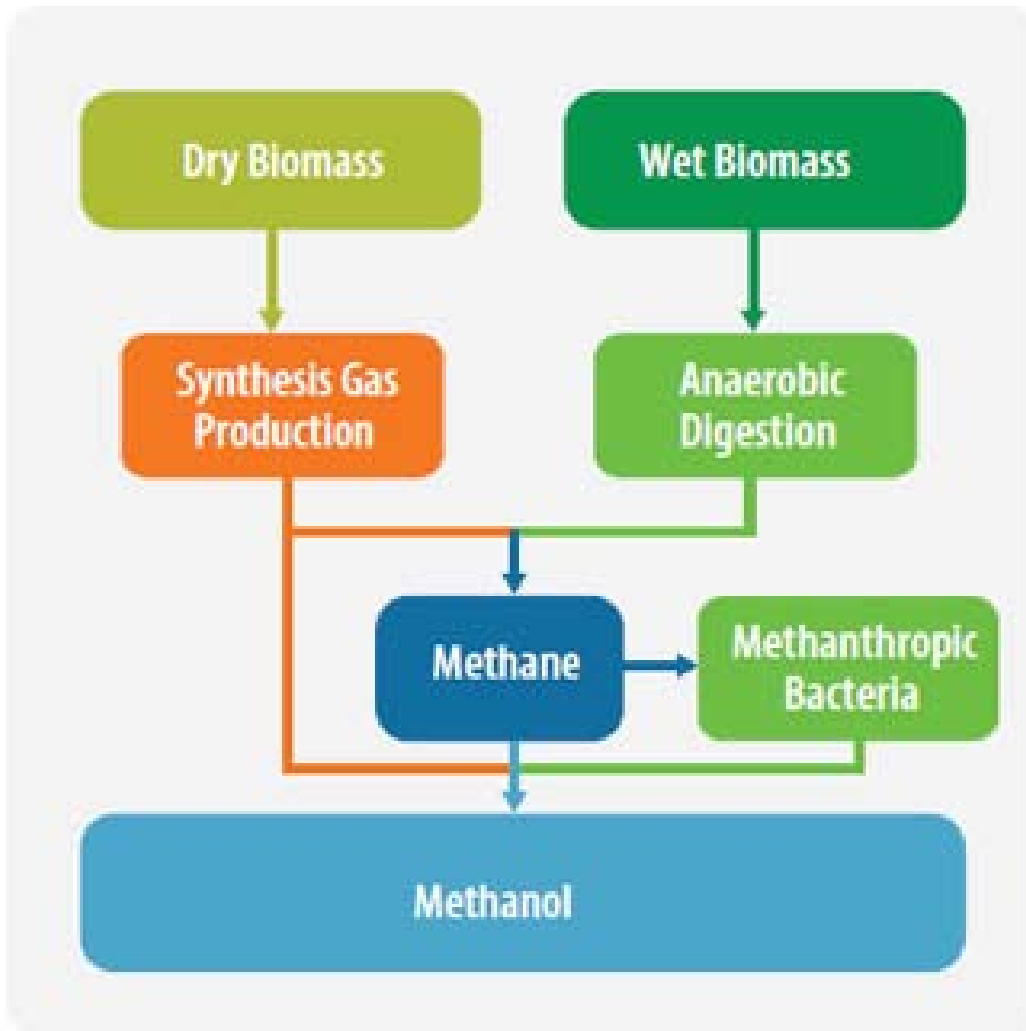 Dry Biomass
Wet Biomass
Synthesis Gas
Production
Anaerobic
Digestion
Methane
Methanthropic
Bacteria
Methanol